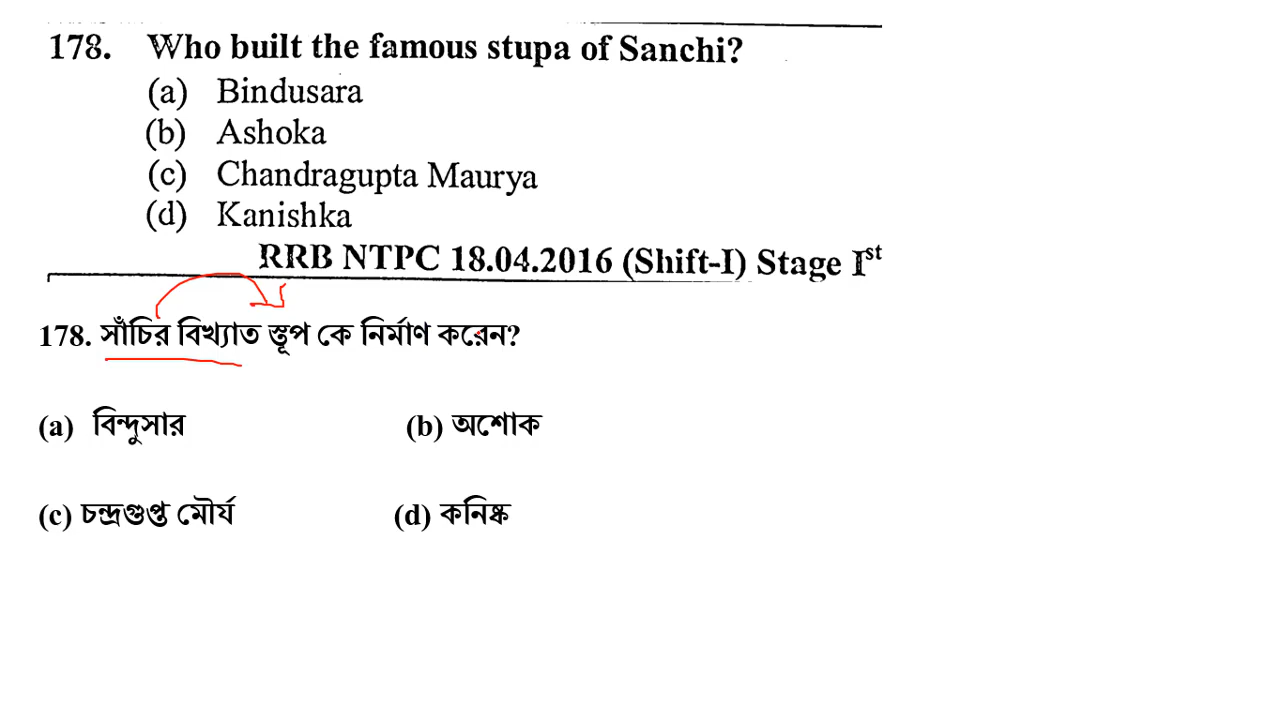 178. Who built the famous stupa of Sanchi?
(a) Bindusara
(b) Ashoka
(c) Chandragupta Maurya
(d) Kanishka
RRB NTPC 18.04.2016 (Shift-I) Stage Ist
178. সাঁচির বিখ্যাত স্তূপ কে নির্মাণ করেন?
(a) বিন্দুসার (b) অশোক
(c) চন্দ্রগুপ্ত মৌর্য (d) কনিষ্ক